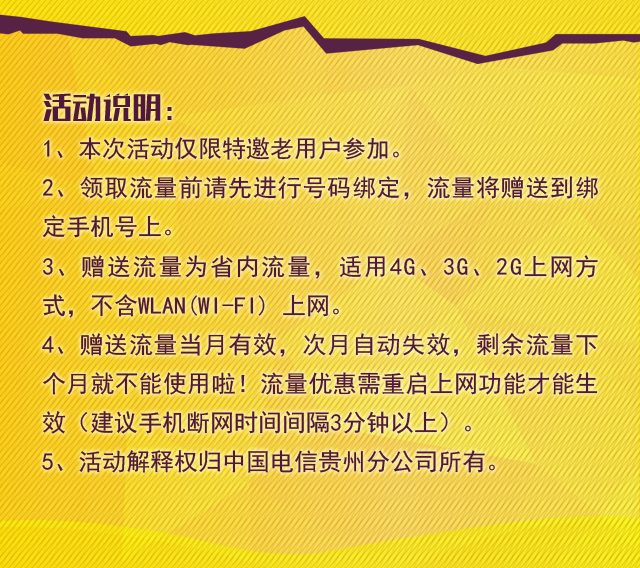 活动说明:
1、本次活动仅限特邀老用户参加。
2、领取流量前请先进行号码绑定，流量将赠送到绑
定手机号上。
3、赠送流量为省内流量，适用4G、3G、2G上网方
式，不含WLAN(WI-FI) 上网。
4、赠送流量当月有效，次月自动失效，剩余流量下
个月就不能使用啦！流量优惠需重启上网功能才能生
效（建议手机断网时间间隔3分钟以上）。
5、活动解释权归中国电信贵州分公司所有。